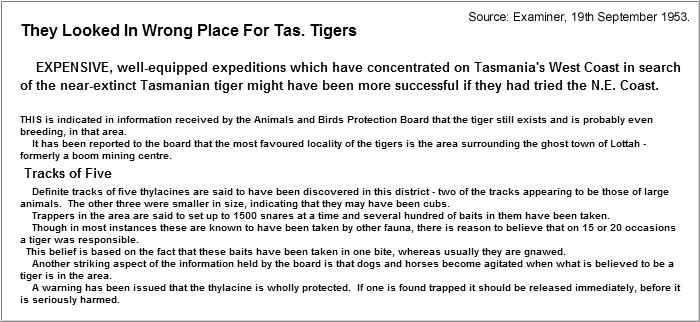 Source: Examiner, 19th September 1953.
They Looked In Wrong Place For Tas. Tigers
EXPENSIVE, well-equipped expeditions which have concentrated on Tasmania's West Coast in search
of the near-extinct Tasmanian tiger might have been more successful if they had tried the N.E. Coast.
THIS is indicated in information received by the Animals and Birds Protection Board that the tiger still exists and is probably even
breeding, in that area.
It has been reported to the board that the most favoured locality of the tigers is the area surrounding the ghost town of Lottah -
formerly a boom mining centre.
Tracks of Five
Definite tracks of five thylacines are said to have been discovered in this district - two of the tracks appearing to be those of large
animals. The other three were smaller in size, indicating that they may have been cubs.
Trappers in the area are said to set up to 1500 snares at a time and several hundred of baits in them have been taken.
Though in most instances these are known to have been taken by other fauna, there is reason to believe that on 15 or 20 occasions
a tiger was responsible.
This belief is based on the fact that these baits have been taken in one bite, whereas usually they are gnawed.
Another striking aspect of the information held by the board is that dogs and horses become agitated when what is believed to be a
tiger is in the area.
A warning has been issued that the thylacine is wholly protected. If one is found trapped it should be released immediately, before it
is seriously harmed.